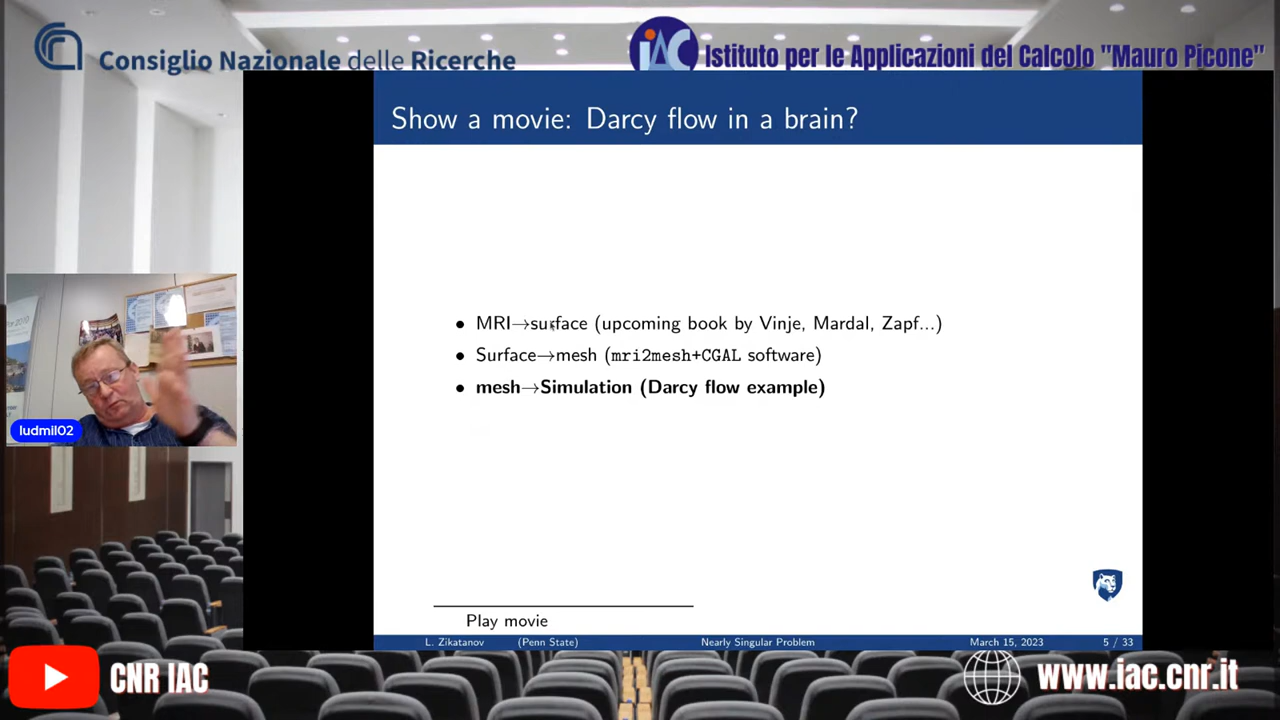 Consiglio Nazionale delle Ricerche
iAC Istituto per le Applicazioni del Calcolo "Mauro Picone"
Show a movie: Darcy flow in a brain?
• MRI→surface (upcoming book by Vinje, Mardal, Zapf...)
• Surface→mesh (mri2mesh+CGAL software)
• mesh→Simulation (Darcy flow example)
ludmil02
Play movie
L. Zikatanov (Penn State) Nearly Singular Problem March 15, 2023 5 / 33
CNR IAC
www.iac.cnr.it